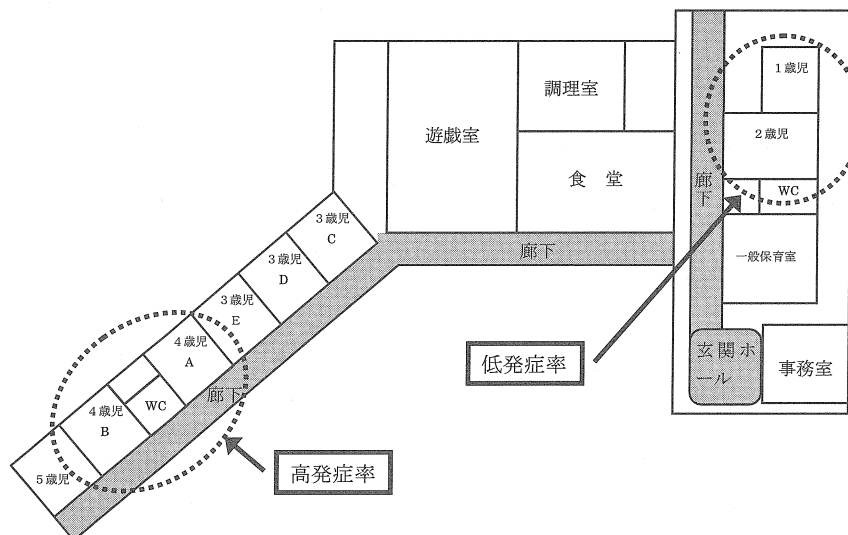 調理室
遊戯室
食 堂
廊下
1歳児
2歳児
WC
廊
下
一般保育室
玄関ホ
ール
事務室
3歳児
C
3歳児
D
3歳児
E
4歳児
A
WC
4歳児
B
5歳児
廊下
低発症率
高発症率